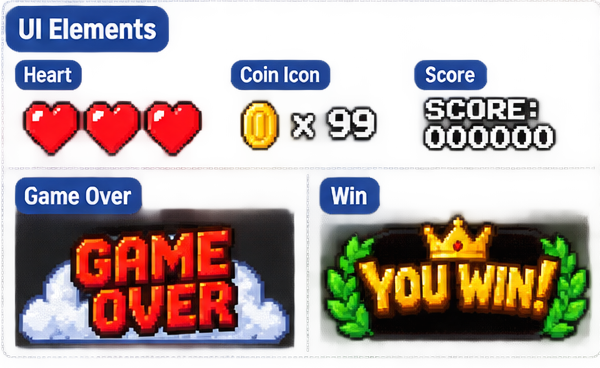 UI Elements
Heart
Coin Icon
Score
x 99
SCORE:
000000
Game Over
Win
GAME
OVER
YOU WIN!